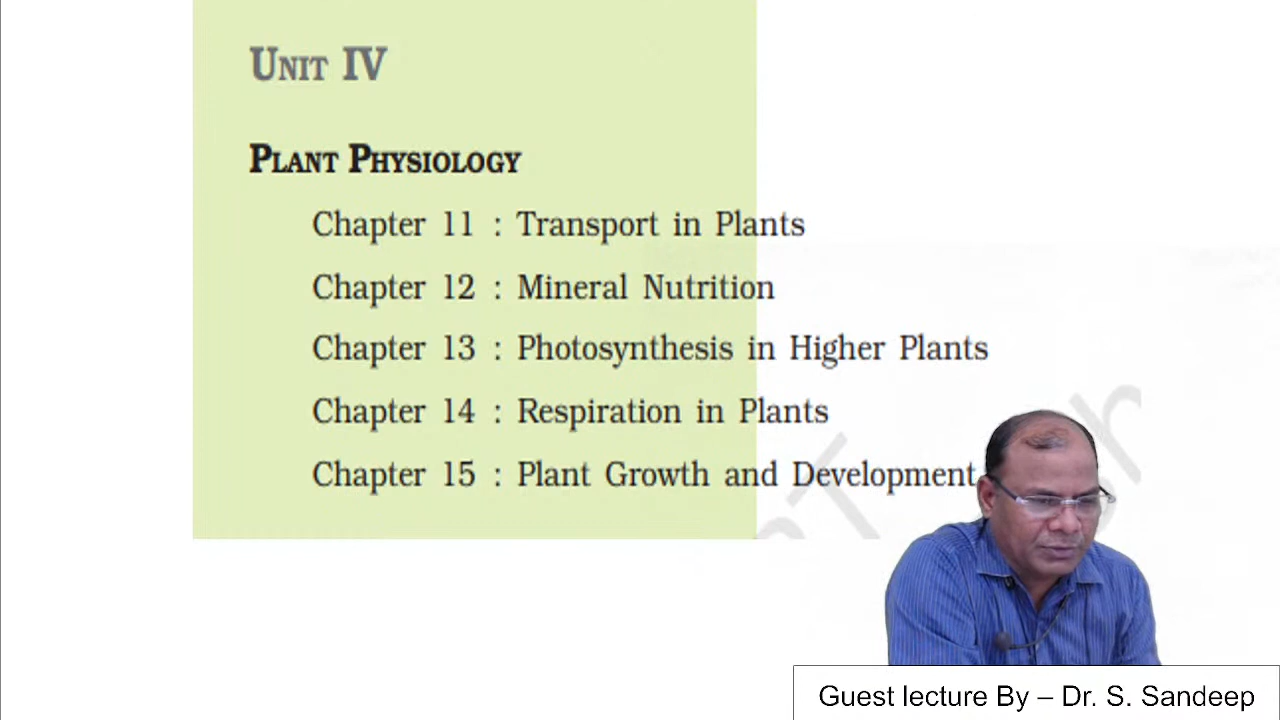 UNIT IV
PLANT PHYSIOLOGY
Chapter 11 : Transport in Plants
Chapter 12 : Mineral Nutrition
Chapter 13 : Photosynthesis in Higher Plants
Chapter 14 : Respiration in Plants
Chapter 15 : Plant Growth and Development
Guest lecture By – Dr. S. Sandeep